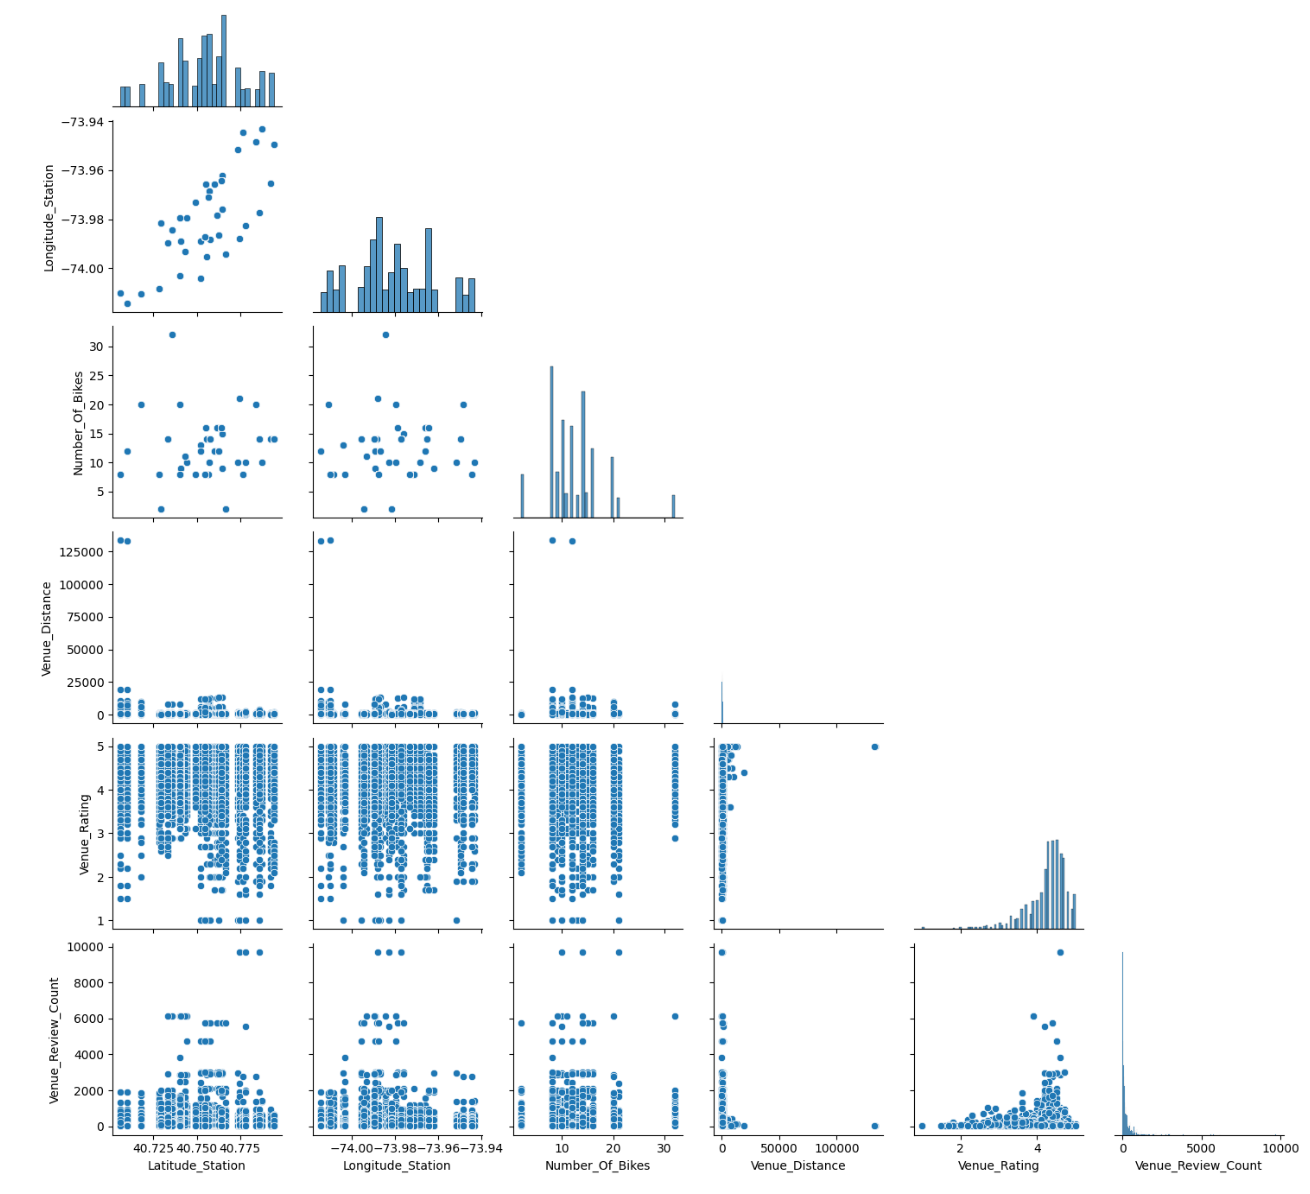 −73.94
−73.96
−73.98
−74.00
Longitude_Station
30
25
20
15
10
5
Number_Of_Bikes
125000
100000
75000
50000
25000
0
Venue_Distance
5
4
3
2
1
Venue_Rating
10000
8000
6000
4000
2000
0
Venue_Review_Count
40.725 40.750 40.775
Latitude_Station
−74.00 −73.98 −73.96 −73.94
Longitude_Station
10 20 30
Number_Of_Bikes
0 50000 100000
Venue_Distance
2 4
Venue_Rating
0 5000 10000
Venue_Review_Count